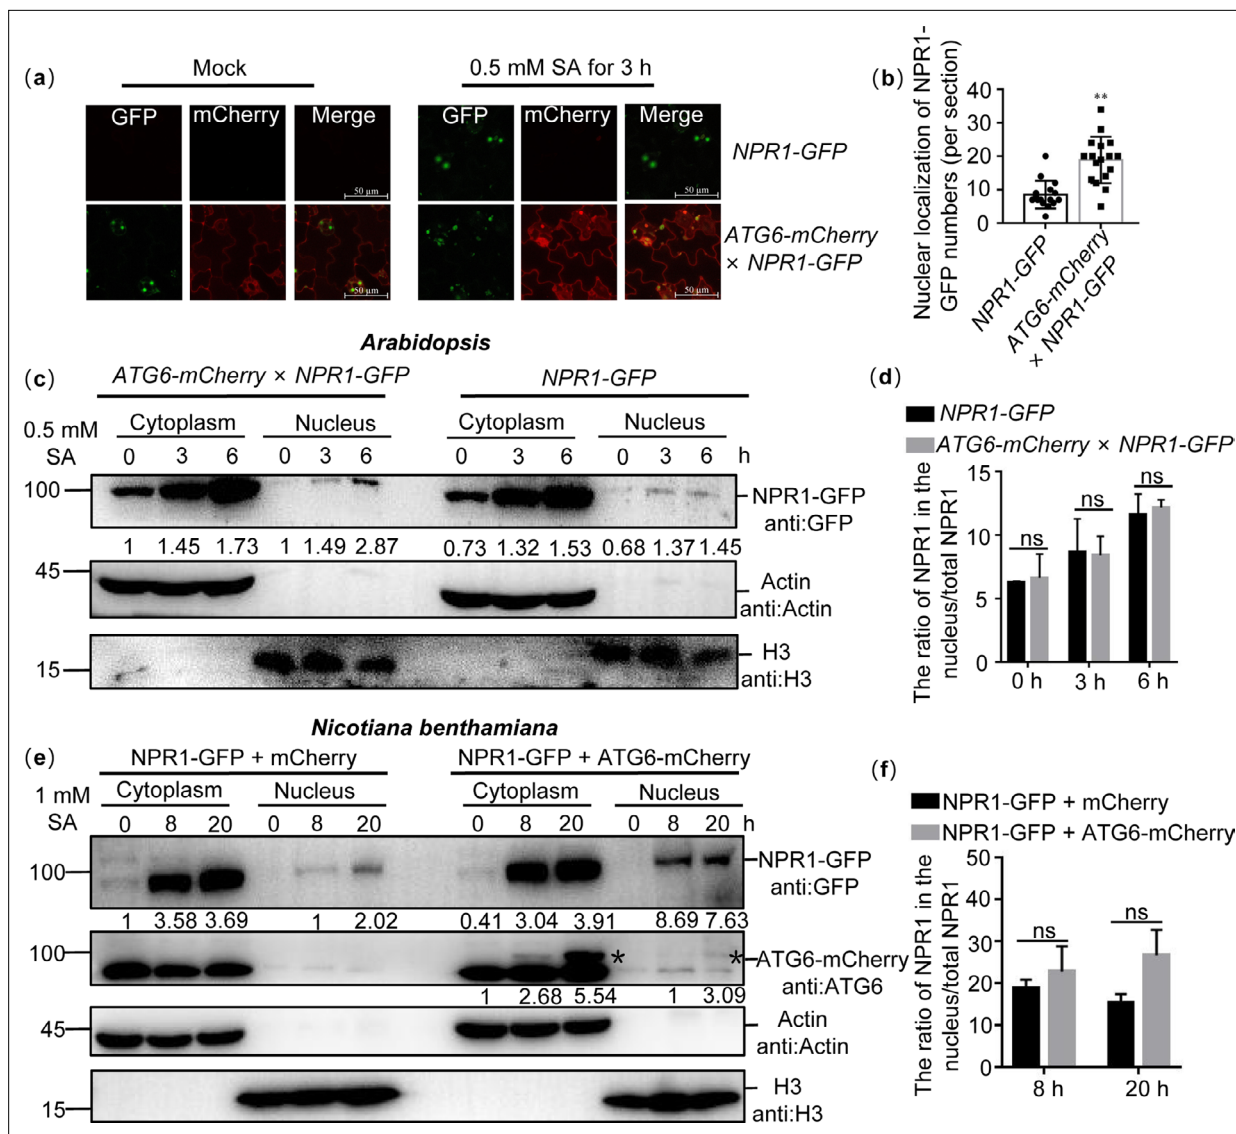 (a)
Mock
0.5 mM SA for 3 h
GFP mCherry Merge GFP mCherry Merge
50 µm 50 µm
NPR1-GFP
50 µm 50 µm
ATG6-mCherry
× NPR1-GFP
(b)
Nuclear localization of NPR1-
GFP numbers (per section)
40
30
20
10
0
**
NPR1-GFP
ATG6-mCherry
× NPR1-GFP
Arabidopsis
(c)
ATG6-mCherry × NPR1-GFP NPR1-GFP
0.5 mM Cytoplasm Nucleus Cytoplasm Nucleus
SA 0 3 6 0 3 6 0 3 6 0 3 6 h
100
NPR1-GFP
anti:GFP
1 1.45 1.73 1 1.49 2.87 0.73 1.32 1.53 0.68 1.37 1.45
45
Actin
anti:Actin
15
H3
anti:H3
(d)
NPR1-GFP
ATG6-mCherry × NPR1-GFP
The ratio of NPR1 in the
nucleus/total NPR1
15
10
5
0
ns ns ns
0 h 3 h 6 h
Nicotiana benthamiana
(e)
NPR1-GFP + mCherry NPR1-GFP + ATG6-mCherry
1 mM Cytoplasm Nucleus Cytoplasm Nucleus
SA 0 8 20 0 8 20 0 8 20 0 8 20 h
100
NPR1-GFP
anti:GFP
1 3.58 3.69 1 2.02 0.41 3.04 3.91 8.69 7.63
100
* *
ATG6-mCherry
anti:ATG6
1 2.68 5.54 1 3.09
45
Actin
anti:Actin
15
H3
anti:H3
(f)
NPR1-GFP + mCherry
NPR1-GFP + ATG6-mCherry
The ratio of NPR1 in the
nucleus/total NPR1
50
40
30
20
10
0
ns ns
8 h 20 h